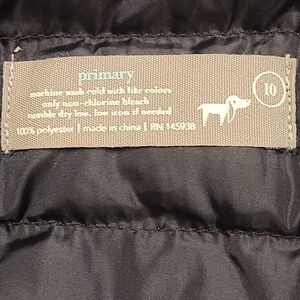 primary
machine wash cold with like colors
only non-chlorine bleach
tumble dry low, low iron if needed
100% polyester | made in china | RN 145938
10